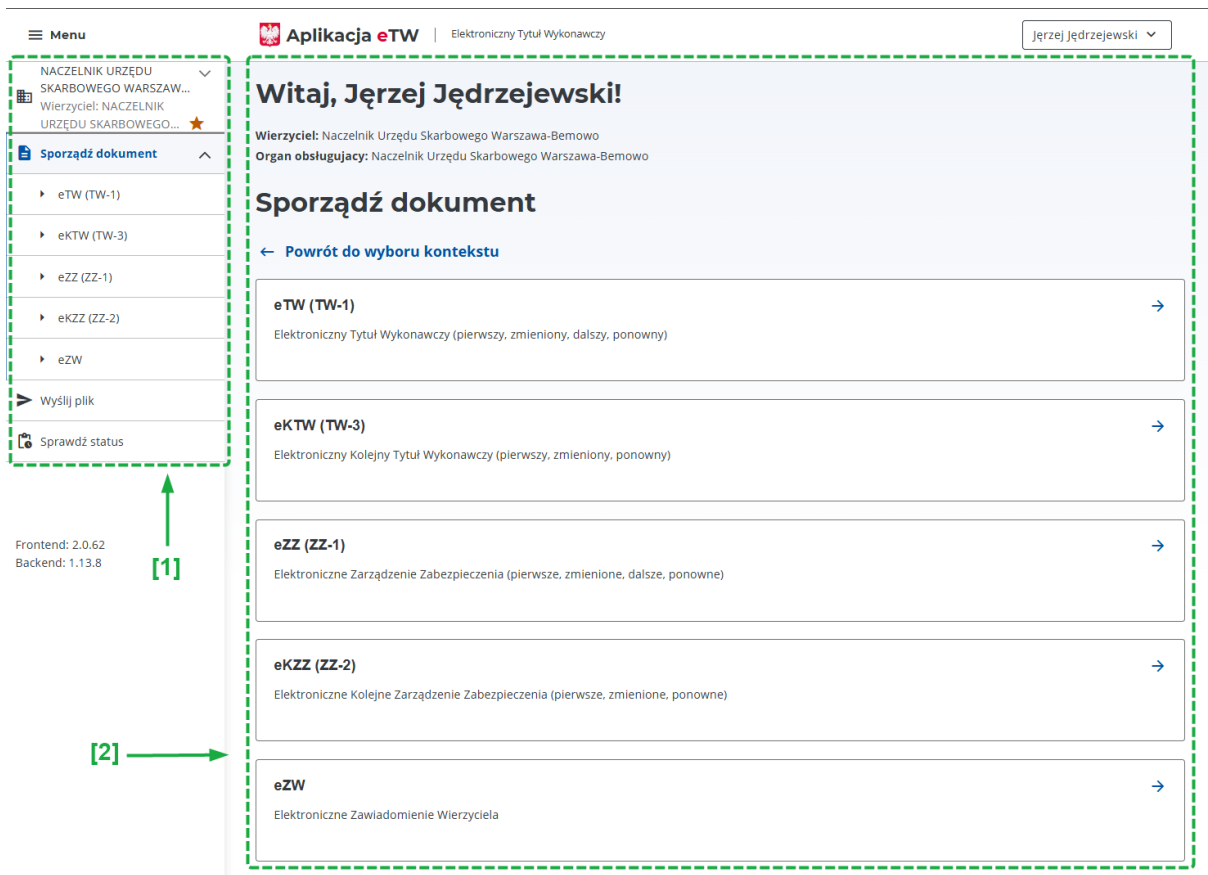 Menu
Aplikacja eTW | Elektroniczny Tytuł Wykonawczy
Jęrzej Jędrzejewski
NACZELNIK URZĘDU
SKARBOWEGO WARSZAW...
Wierzyciel: NACZELNIK
URZĘDU SKARBOWEGO...
Sporządź dokument
eTW (TW-1)
eKTW (TW-3)
eZZ (ZZ-1)
eKZZ (ZZ-2)
eZW
Wyślij plik
Sprawdź status
[1]
Frontend: 2.0.62
Backend: 1.13.8
[2]
Witaj, Jęrzej Jędrzejewski!
Wierzyciel: Naczelnik Urzędu Skarbowego Warszawa-Bemowo
Organ obsługujacy: Naczelnik Urzędu Skarbowego Warszawa-Bemowo
Sporządź dokument
← Powrót do wyboru kontekstu
eTW (TW-1)
Elektroniczny Tytuł Wykonawczy (pierwszy, zmieniony, dalszy, ponowny)
eKTW (TW-3)
Elektroniczny Kolejny Tytuł Wykonawczy (pierwszy, zmieniony, ponowny)
eZZ (ZZ-1)
Elektroniczne Zarządzenie Zabezpieczenia (pierwsze, zmienione, dalsze, ponowne)
eKZZ (ZZ-2)
Elektroniczne Kolejne Zarządzenie Zabezpieczenia (pierwsze, zmienione, ponowne)
eZW
Elektroniczne Zawiadomienie Wierzyciela